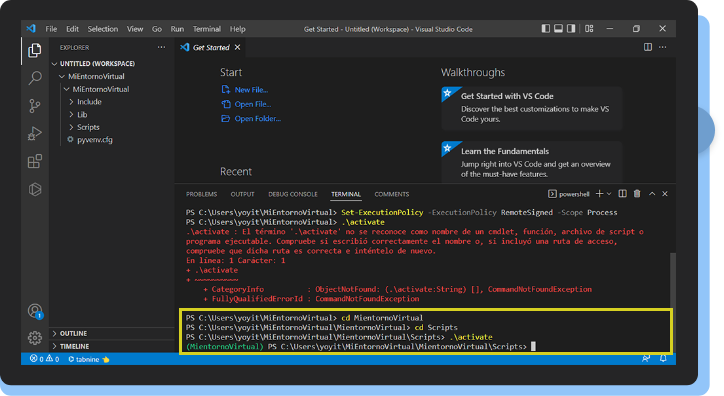 File Edit Selection View Go Run Terminal Help Get Started - Untitled (Workspace) - Visual Studio Code
EXPLORER
Get Started
UNTITLED (WORKSPACE)
MiEntornoVirtual
MiEntornoVirtual
Include
Lib
Scripts
pyvenv.cfg
Start
New File...
Open File...
Open Folder...
Recent
Walkthroughs
Get Started with VS Code
Discover the best customizations to make VS
Code yours.
Learn the Fundamentals
Jump right into VS Code and get an overview
of the must-have features.
PROBLEMS OUTPUT DEBUG CONSOLE TERMINAL COMMENTS powershell
PS C:\Users\yoyit\MiEntornoVirtual> Set-ExecutionPolicy -ExecutionPolicy RemoteSigned -Scope Process
PS C:\Users\yoyit\MiEntornoVirtual> .\activate
.\activate : El término '.\activate' no se reconoce como nombre de un cmdlet, función, archivo de script o
programa ejecutable. Compruebe si escribió correctamente el nombre o, si incluyó una ruta de acceso,
compruebe que dicha ruta es correcta e inténtelo de nuevo.
En línea: 1 Carácter: 1
+ .\activate
+ ~~~~~~~~~~
+ CategoryInfo : ObjectNotFound: (.\activate:String) [], CommandNotFoundException
+ FullyQualifiedErrorId : CommandNotFoundException
PS C:\Users\yoyit\MiEntornoVirtual> cd MientornoVirtual
PS C:\Users\yoyit\MiEntornoVirtual\MientornoVirtual> cd Scripts
PS C:\Users\yoyit\MiEntornoVirtual\MientornoVirtual\Scripts> .\activate
(MientornoVirtual) PS C:\Users\yoyit\MiEntornoVirtual\MientornoVirtual\Scripts>
OUTLINE
TIMELINE
1
0 0 tabnine